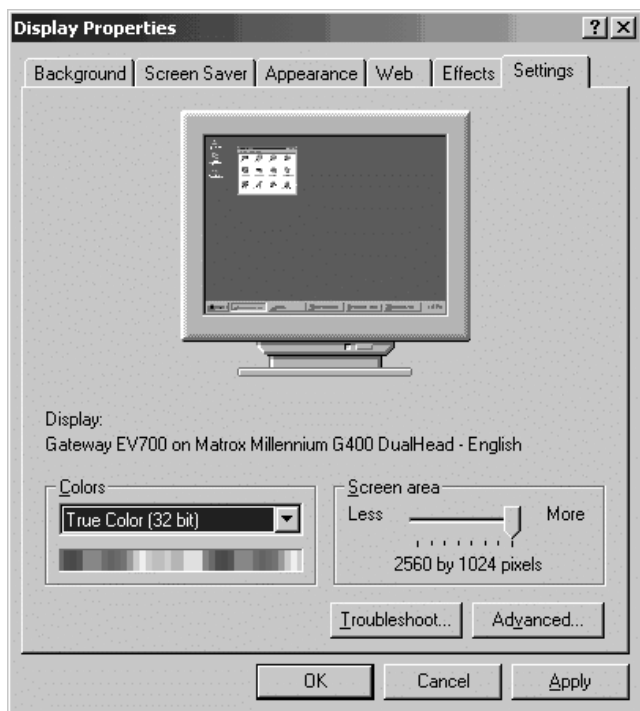 Display Properties
Background Screen Saver Appearance Web Effects Settings
Display:
Gateway EV700 on Matrox Millennium G400 DualHead - English
Colors
True Color (32 bit)
Screen area
Less More
2560 by 1024 pixels
Troubleshoot... Advanced...
OK Cancel Apply